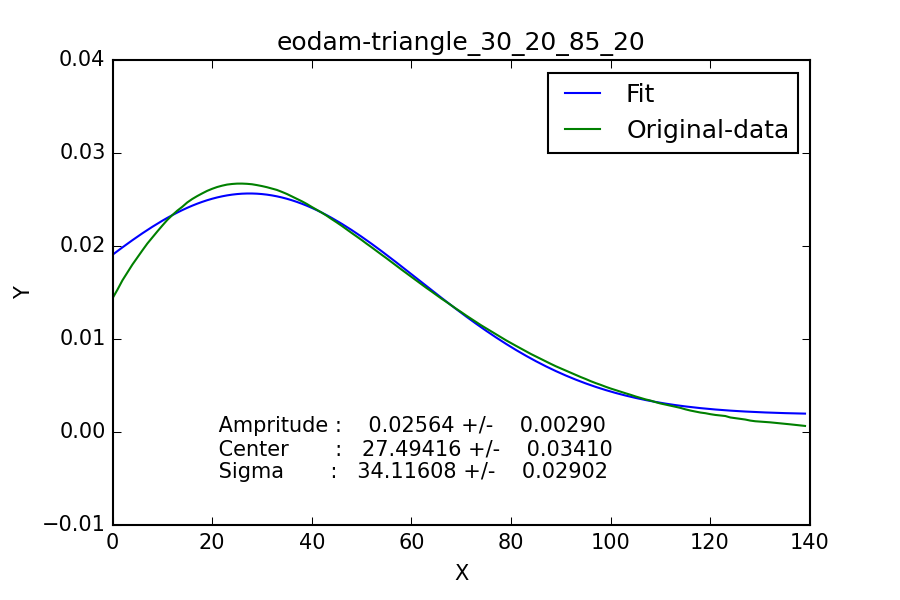 eodam-triangle_30_20_85_20
0.04
Fit
Original-data
0.03
0.02
Y
0.01
Ampritude : 0.02564 +/- 0.00290
0.00
Center : 27.49416 +/- 0.03410
Sigma : 34.11608 +/- 0.02902
−0.01
0 20 40 60 80 100 120 140
X